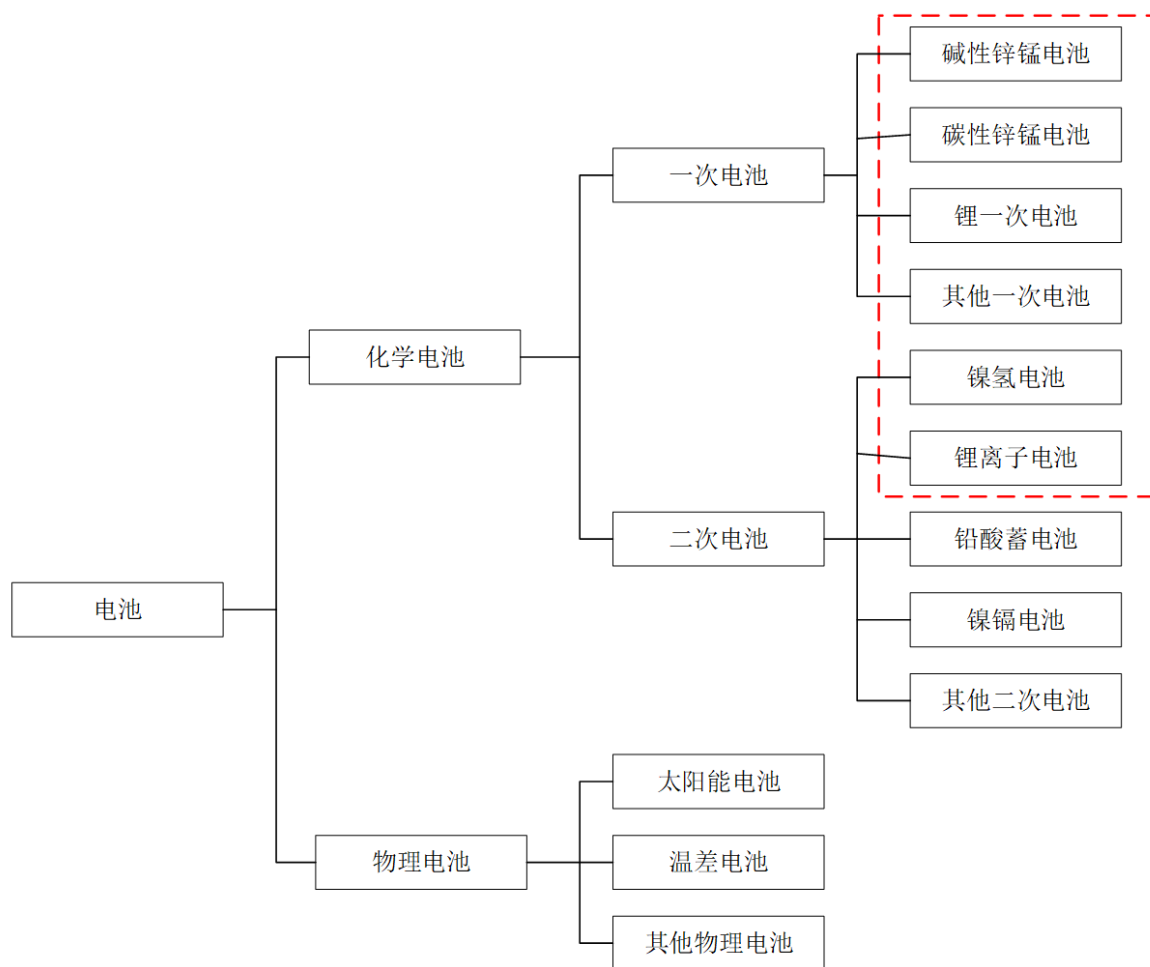 碱性锌锰电池
碳性锌锰电池
一次电池
锂一次电池
其他一次电池
化学电池
镍氢电池
锂离子电池
二次电池
铅酸蓄电池
电池
镍镉电池
其他二次电池
太阳能电池
物理电池
温差电池
其他物理电池